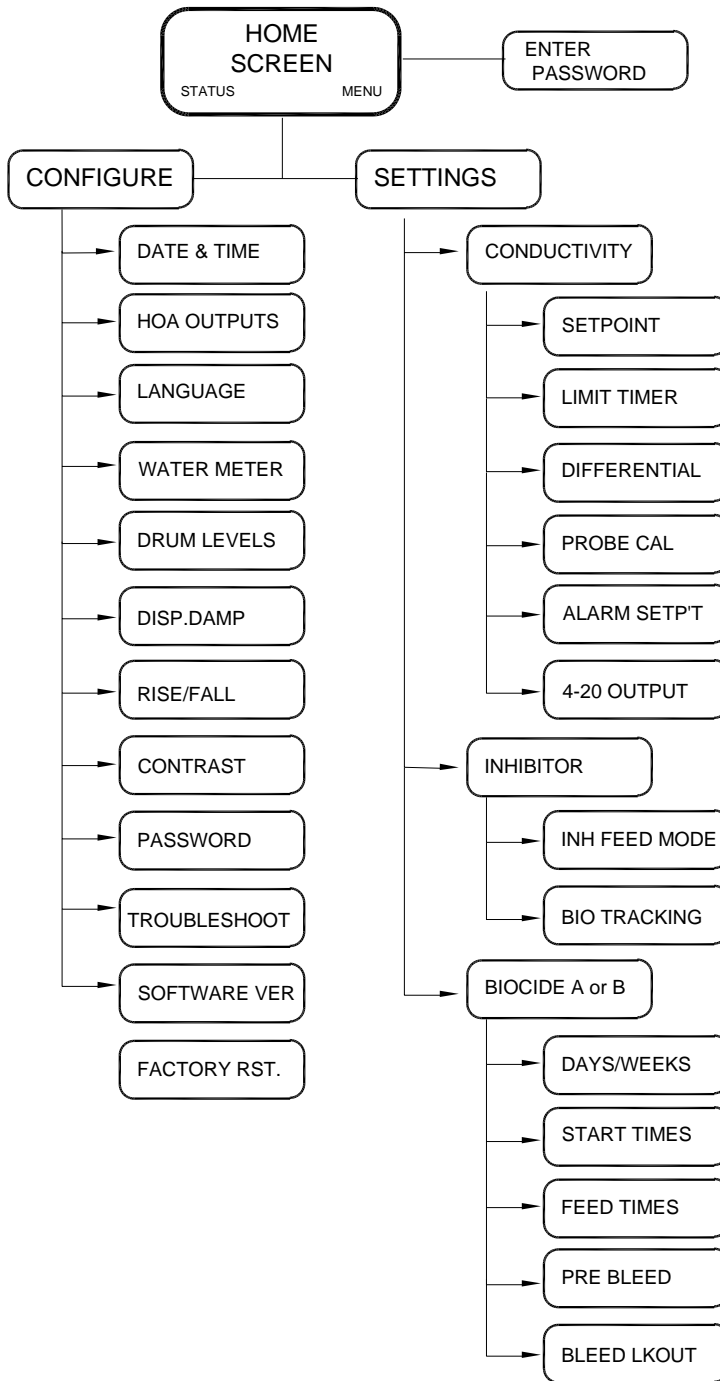 HOME
SCREEN
STATUS MENU
ENTER
PASSWORD
CONFIGURE
DATE & TIME
HOA OUTPUTS
LANGUAGE
WATER METER
DRUM LEVELS
DISP.DAMP
RISE/FALL
CONTRAST
PASSWORD
TROUBLESHOOT
SOFTWARE VER
FACTORY RST.
SETTINGS
CONDUCTIVITY
SETPOINT
LIMIT TIMER
DIFFERENTIAL
PROBE CAL
ALARM SETP'T
4-20 OUTPUT
INHIBITOR
INH FEED MODE
BIO TRACKING
BIOCIDE A or B
DAYS/WEEKS
START TIMES
FEED TIMES
PRE BLEED
BLEED LKOUT